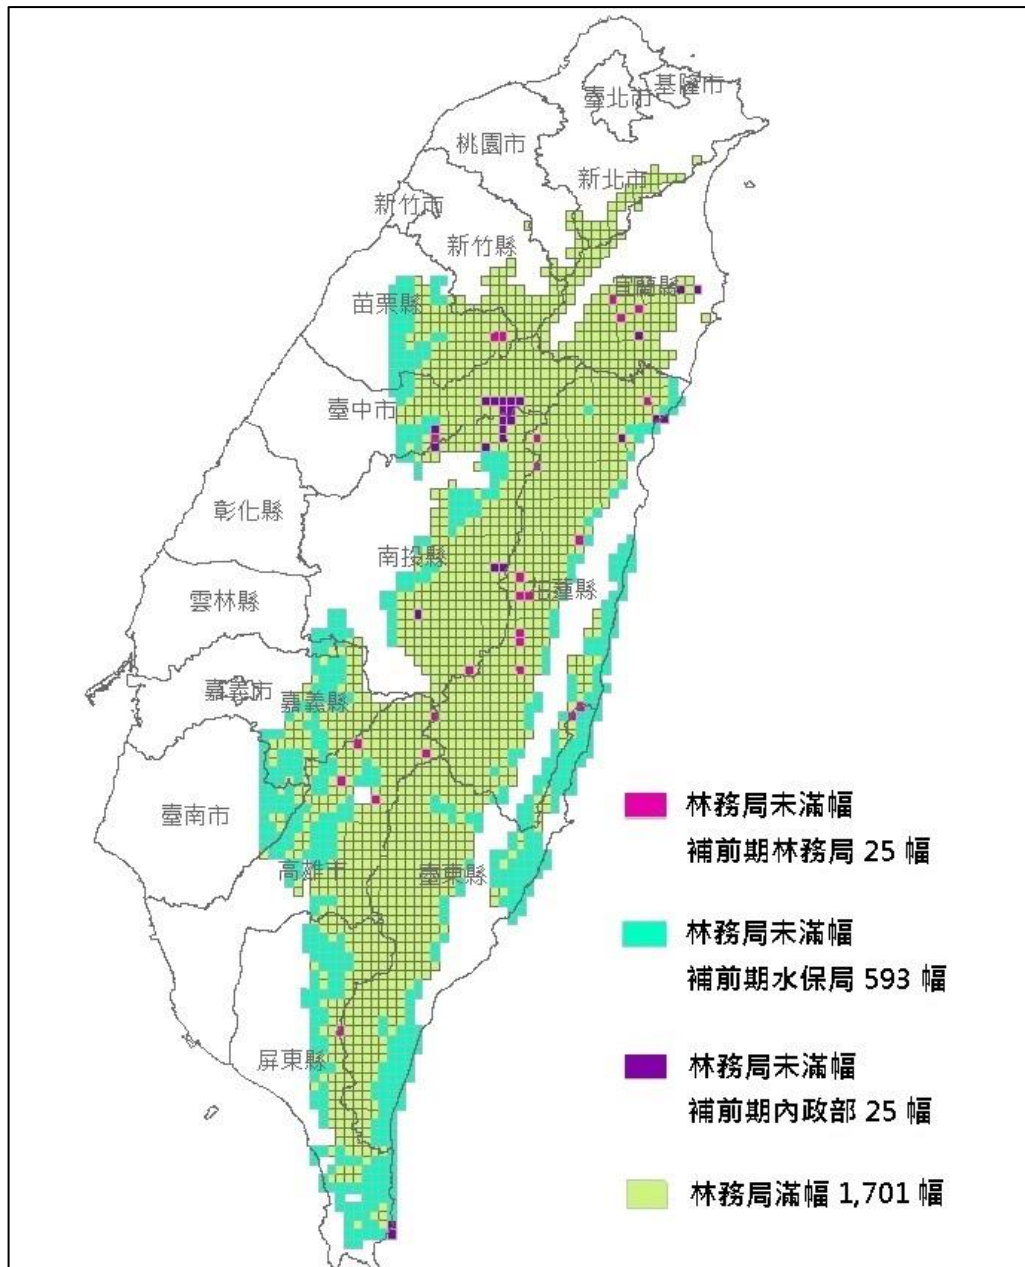 基隆市
臺北市
桃園市
新北市
新竹市
新竹縣
宜蘭縣
苗栗縣
臺中市
彰化縣
南投縣
花蓮縣
雲林縣
嘉義市
嘉義縣
臺南市
高雄市
臺東縣
屏東縣
林務局未滿幅
補前期林務局 25 幅
林務局未滿幅
補前期水保局 593 幅
林務局未滿幅
補前期內政部 25 幅
林務局滿幅 1,701 幅